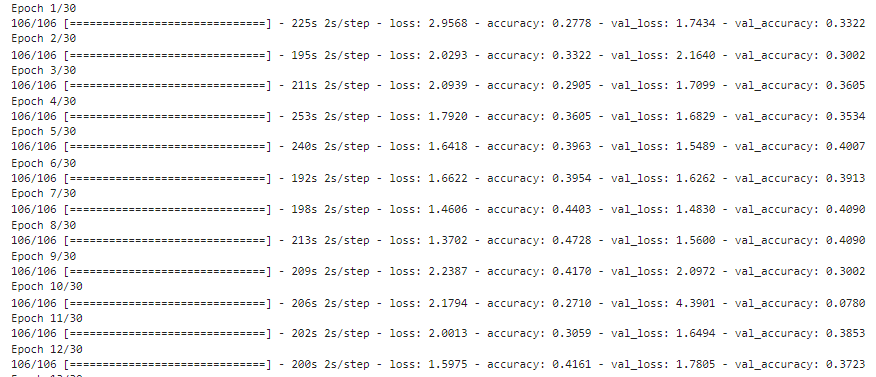 Epoch 1/30
106/106 [==============================] - 225s 2s/step - loss: 2.9568 - accuracy: 0.2778 - val_loss: 1.7434 - val_accuracy: 0.3322
Epoch 2/30
106/106 [==============================] - 195s 2s/step - loss: 2.0293 - accuracy: 0.3322 - val_loss: 2.1640 - val_accuracy: 0.3002
Epoch 3/30
106/106 [==============================] - 211s 2s/step - loss: 2.0939 - accuracy: 0.2905 - val_loss: 1.7099 - val_accuracy: 0.3605
Epoch 4/30
106/106 [==============================] - 253s 2s/step - loss: 1.7920 - accuracy: 0.3605 - val_loss: 1.6829 - val_accuracy: 0.3534
Epoch 5/30
106/106 [==============================] - 240s 2s/step - loss: 1.6418 - accuracy: 0.3963 - val_loss: 1.5489 - val_accuracy: 0.4007
Epoch 6/30
106/106 [==============================] - 192s 2s/step - loss: 1.6622 - accuracy: 0.3954 - val_loss: 1.6262 - val_accuracy: 0.3913
Epoch 7/30
106/106 [==============================] - 198s 2s/step - loss: 1.4606 - accuracy: 0.4403 - val_loss: 1.4830 - val_accuracy: 0.4090
Epoch 8/30
106/106 [==============================] - 213s 2s/step - loss: 1.3702 - accuracy: 0.4728 - val_loss: 1.5600 - val_accuracy: 0.4090
Epoch 9/30
106/106 [==============================] - 209s 2s/step - loss: 2.2387 - accuracy: 0.4170 - val_loss: 2.0972 - val_accuracy: 0.3002
Epoch 10/30
106/106 [==============================] - 206s 2s/step - loss: 2.1794 - accuracy: 0.2710 - val_loss: 4.3901 - val_accuracy: 0.0780
Epoch 11/30
106/106 [==============================] - 202s 2s/step - loss: 2.0013 - accuracy: 0.3059 - val_loss: 1.6494 - val_accuracy: 0.3853
Epoch 12/30
106/106 [==============================] - 200s 2s/step - loss: 1.5975 - accuracy: 0.4161 - val_loss: 1.7805 - val_accuracy: 0.3723